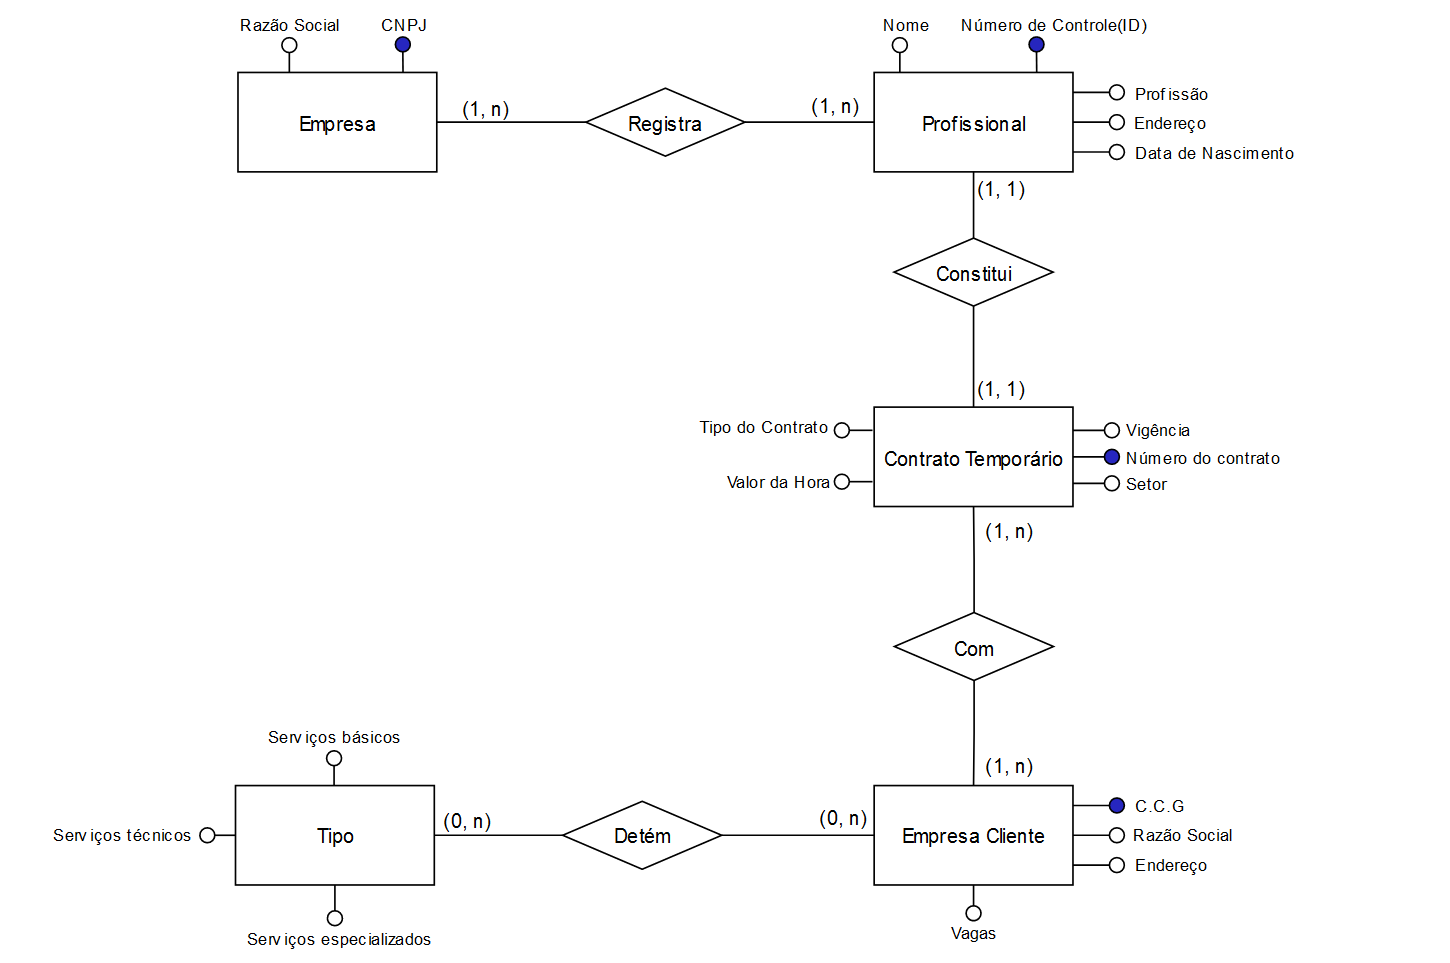 Razão Social
CNPJ
Nome
Número de Controle(ID)
Empresa
(1, n)
Registra
(1, n)
Profissional
Profissão
Endereço
Data de Nascimento
(1, 1)
Constitui
(1, 1)
Tipo do Contrato
Valor da Hora
Contrato Temporário
Vigência
Número do contrato
Setor
(1, n)
Com
(1, n)
Serviços básicos
Serviços técnicos
Tipo
(0, n)
Detém
(0, n)
Empresa Cliente
C.C.G
Razão Social
Endereço
Serviços especializados
Vagas